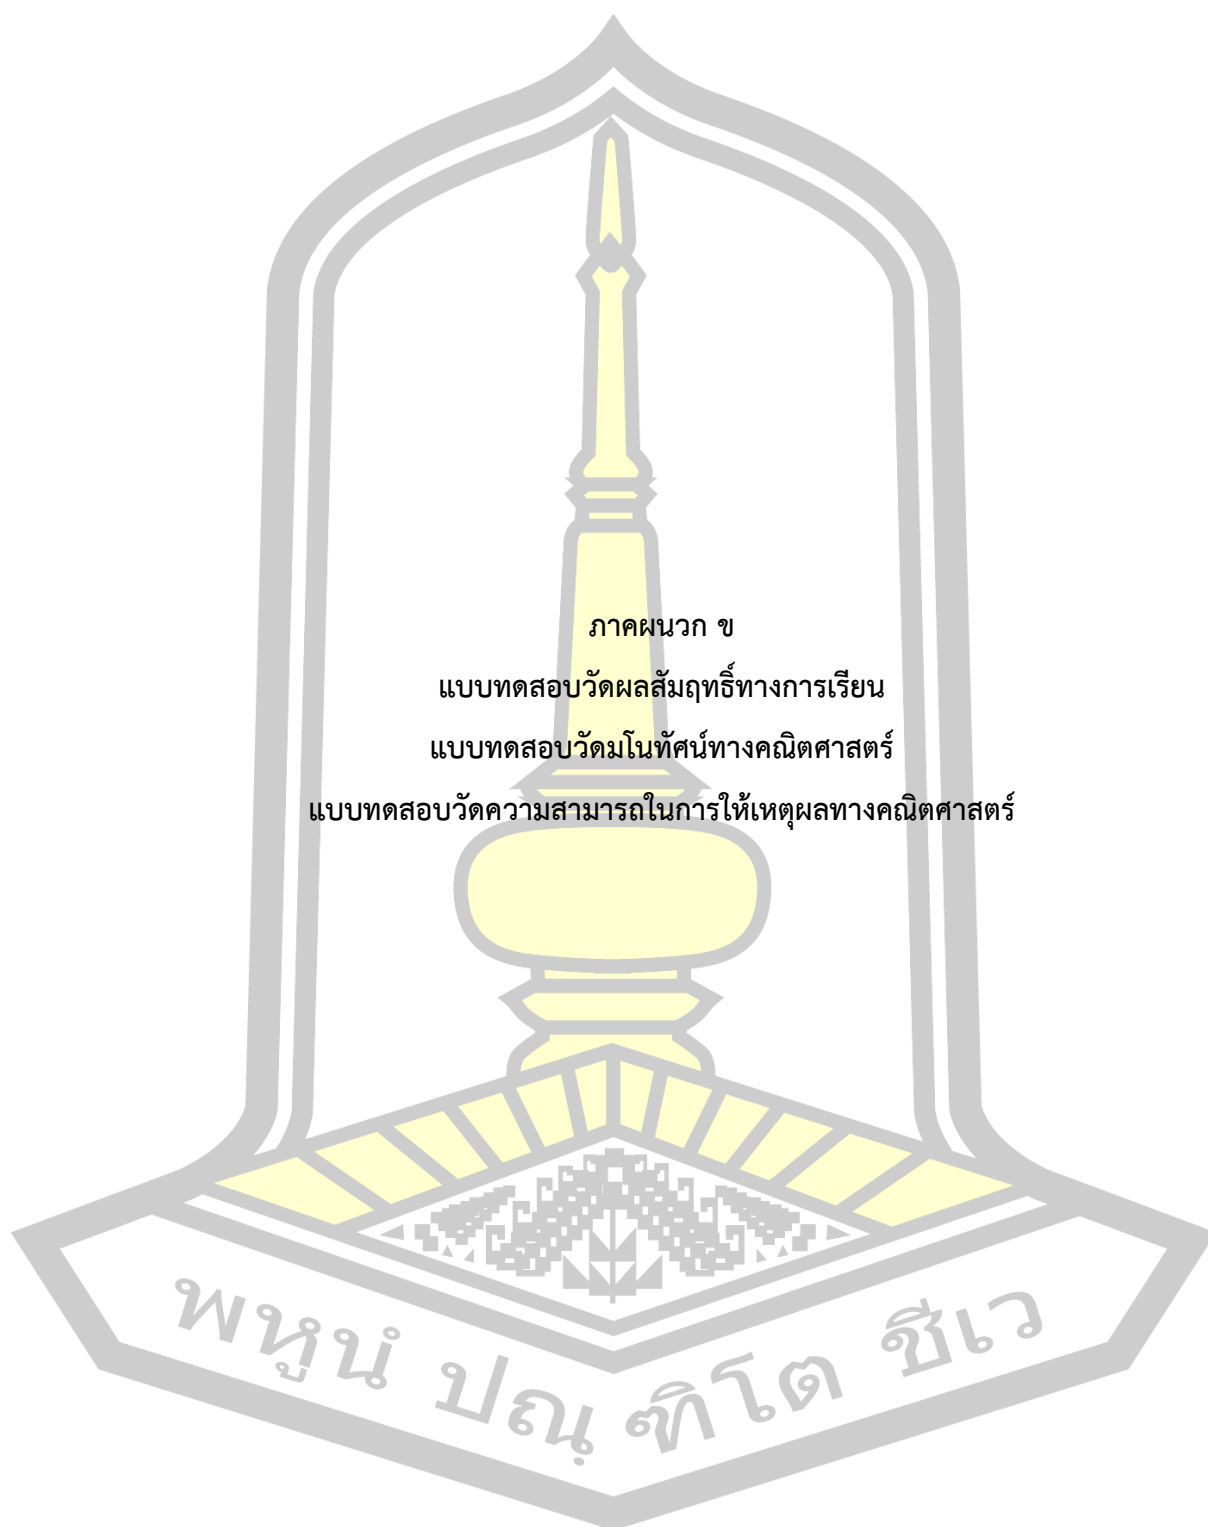 ภาคผนวก ข
แบบทดสอบวัดผลสัมฤทธิ์ทางการเรียน
แบบทดสอบวัดมโนทัศน์ทางคณิตศาสตร์
แบบทดสอบวัดความสามารถในการให้เหตุผลทางคณิตศาสตร์
พหูนํ ปณฺฑิโต ชีเว